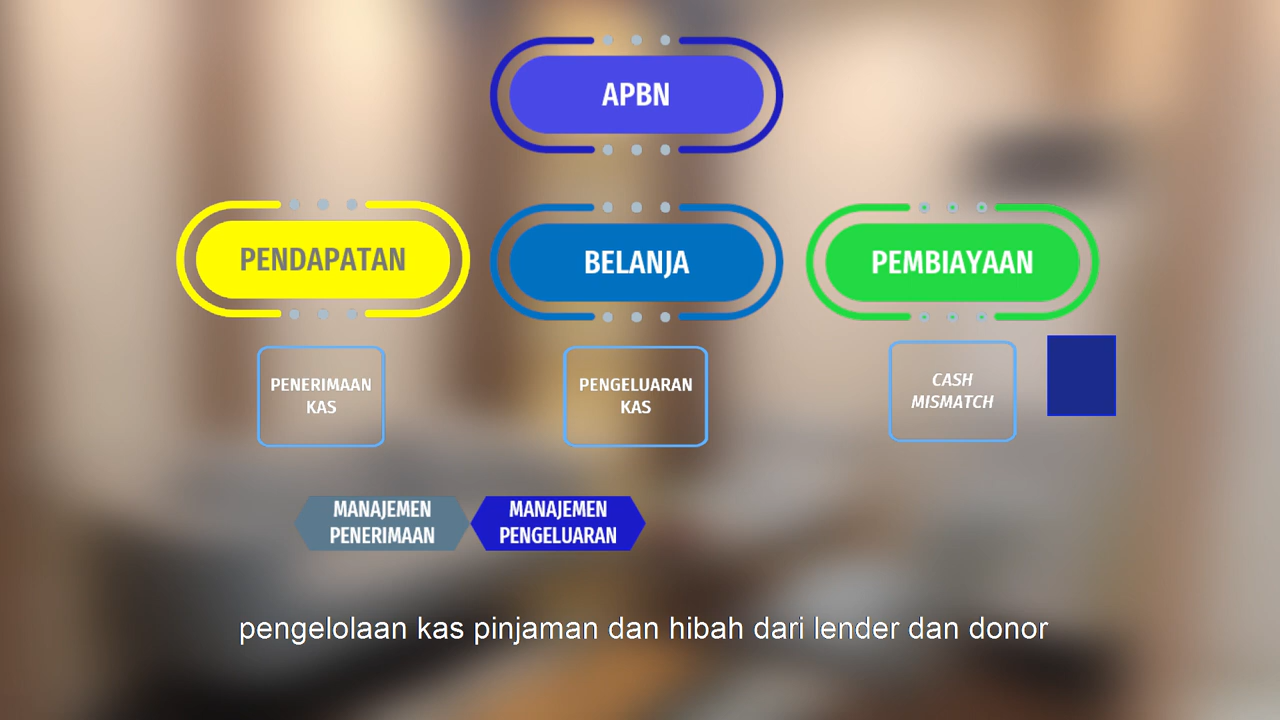 APBN
PENDAPATAN
BELANJA
PEMBIAYAAN
PENERIMAAN
KAS
PENGELUARAN
KAS
CASH
MISMATCH
MANAJEMEN
PENERIMAAN
MANAJEMEN
PENGELUARAN
pengelolaan kas pinjaman dan hibah dari lender dan donor